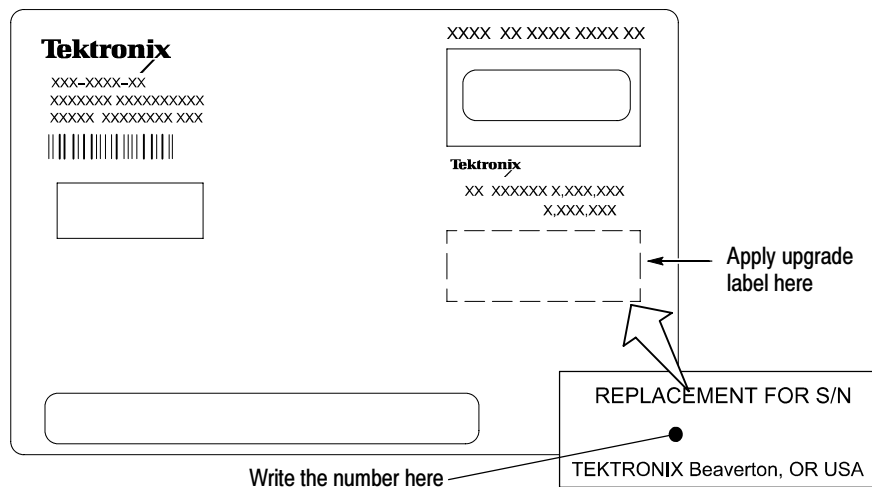 Tektronix
XXX–XXXX–XX
XXXXXXX XXXXXXXXXX
XXXXX XXXXXXXX XXX
XXXX XX XXXX XXXX XX
Tektronix
XX XXXXXX X,XXX,XXX
X,XXX,XXX
Apply upgrade
label here
REPLACEMENT FOR S/N
TEKTRONIX Beaverton, OR USA
Write the number here